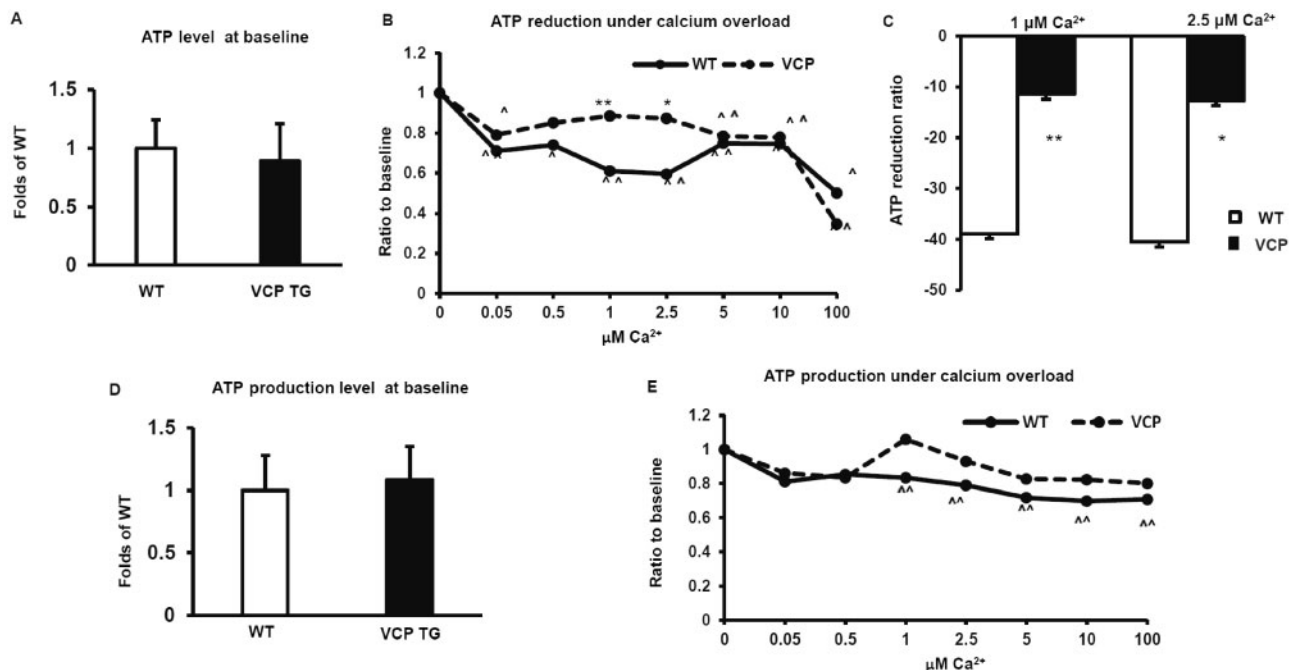 A
ATP level at baseline
Folds of WT
1.5
1
0.5
0
WT
VCP TG
B
ATP reduction under calcium overload
WT
VCP
Ratio to baseline
1.2
1
0.8
0.6
0.4
0.2
0
^
**
*
^ ^
^ ^
^ ^
^
^ ^
^ ^
^ ^
^
^
^ ^
0 0.05 0.5 1 2.5 5 10 100
μM Ca²⁺
C
1 μM Ca²⁺ 2.5 μM Ca²⁺
ATP reduction ratio
0
-10
-20
-30
-40
-50
**
*
WT
VCP
D
ATP production level at baseline
Folds of WT
1.5
1
0.5
0
WT
VCP TG
E
ATP production under calcium overload
WT
VCP
Ratio to baseline
1.2
1
0.8
0.6
0.4
0.2
0
^^
^^
^^
^^
^^
0 0.05 0.5 1 2.5 5 10 100
μM Ca²⁺